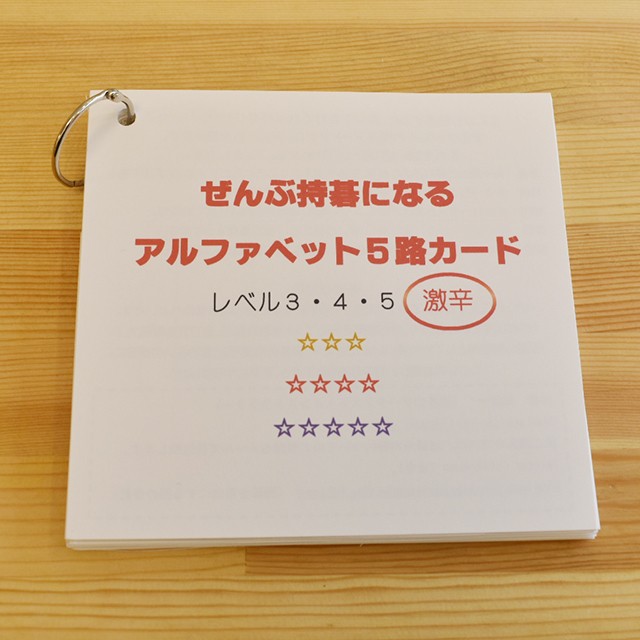 ぜんぶ持碁になる
アルファベット５路カード
レベル３・４・５ 激辛
☆☆☆
☆☆☆☆
☆☆☆☆☆